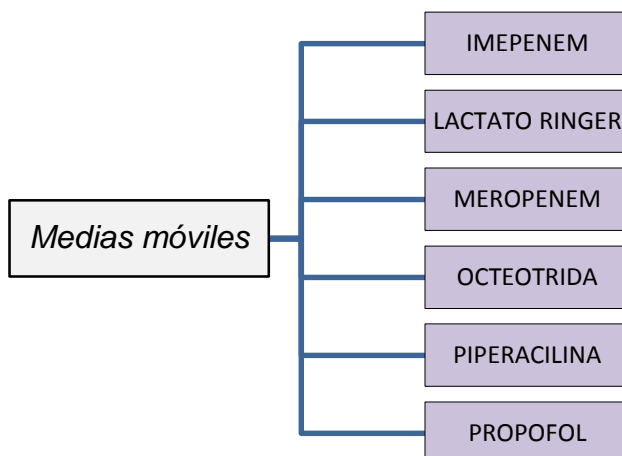 IMEPENEM
LACTATO RINGER
MEROPENEM
Medias móviles
OCTEOTRIDA
PIPERACILINA
PROPOFOL